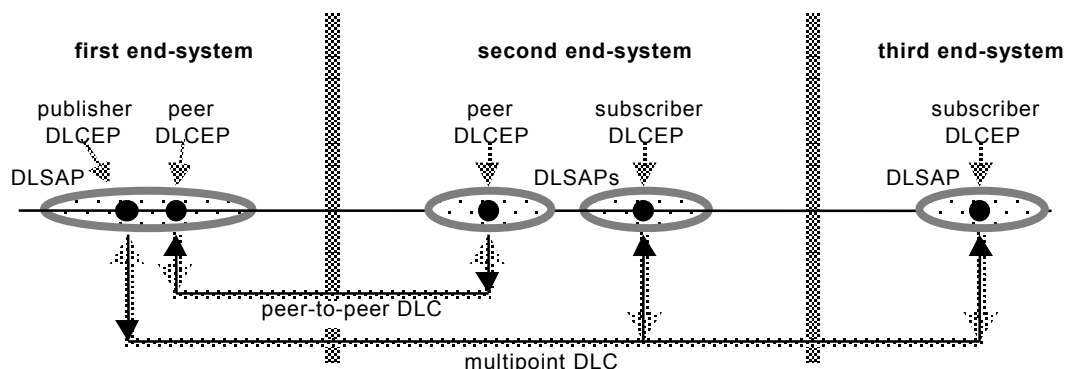 first end-system
second end-system
third end-system
publisher
DLCEP
peer
DLCEP
peer
DLCEP
subscriber
DLCEP
subscriber
DLCEP
DLSAP
DLSAPs
DLSAP
peer-to-peer DLC
multipoint DLC